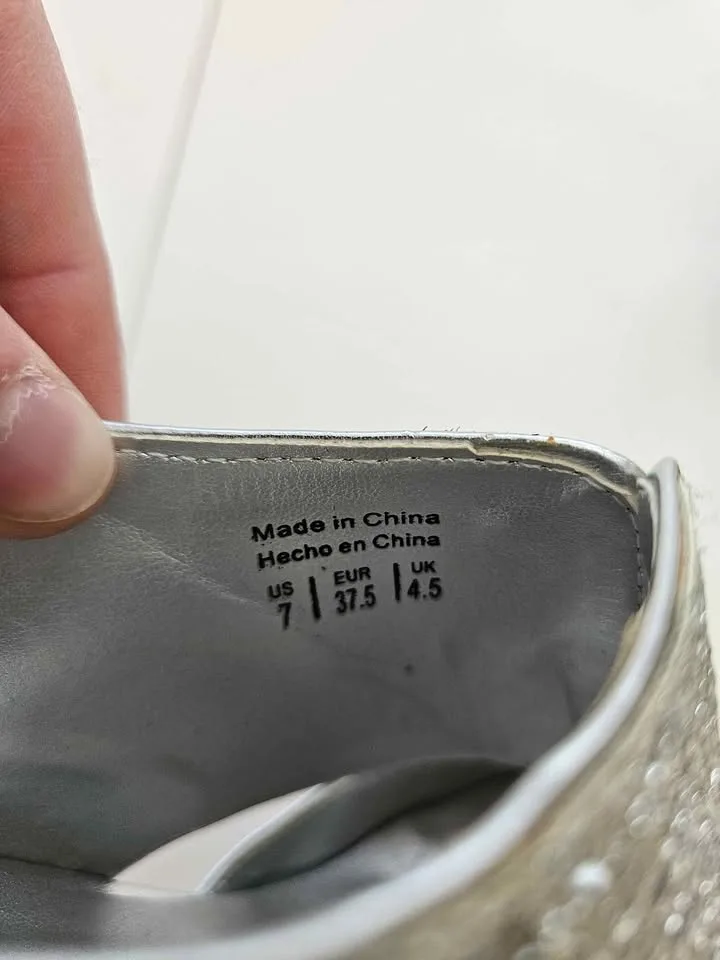 Made in China
Hecho en China
US | EUR | UK
7 | 37.5 | 4.5